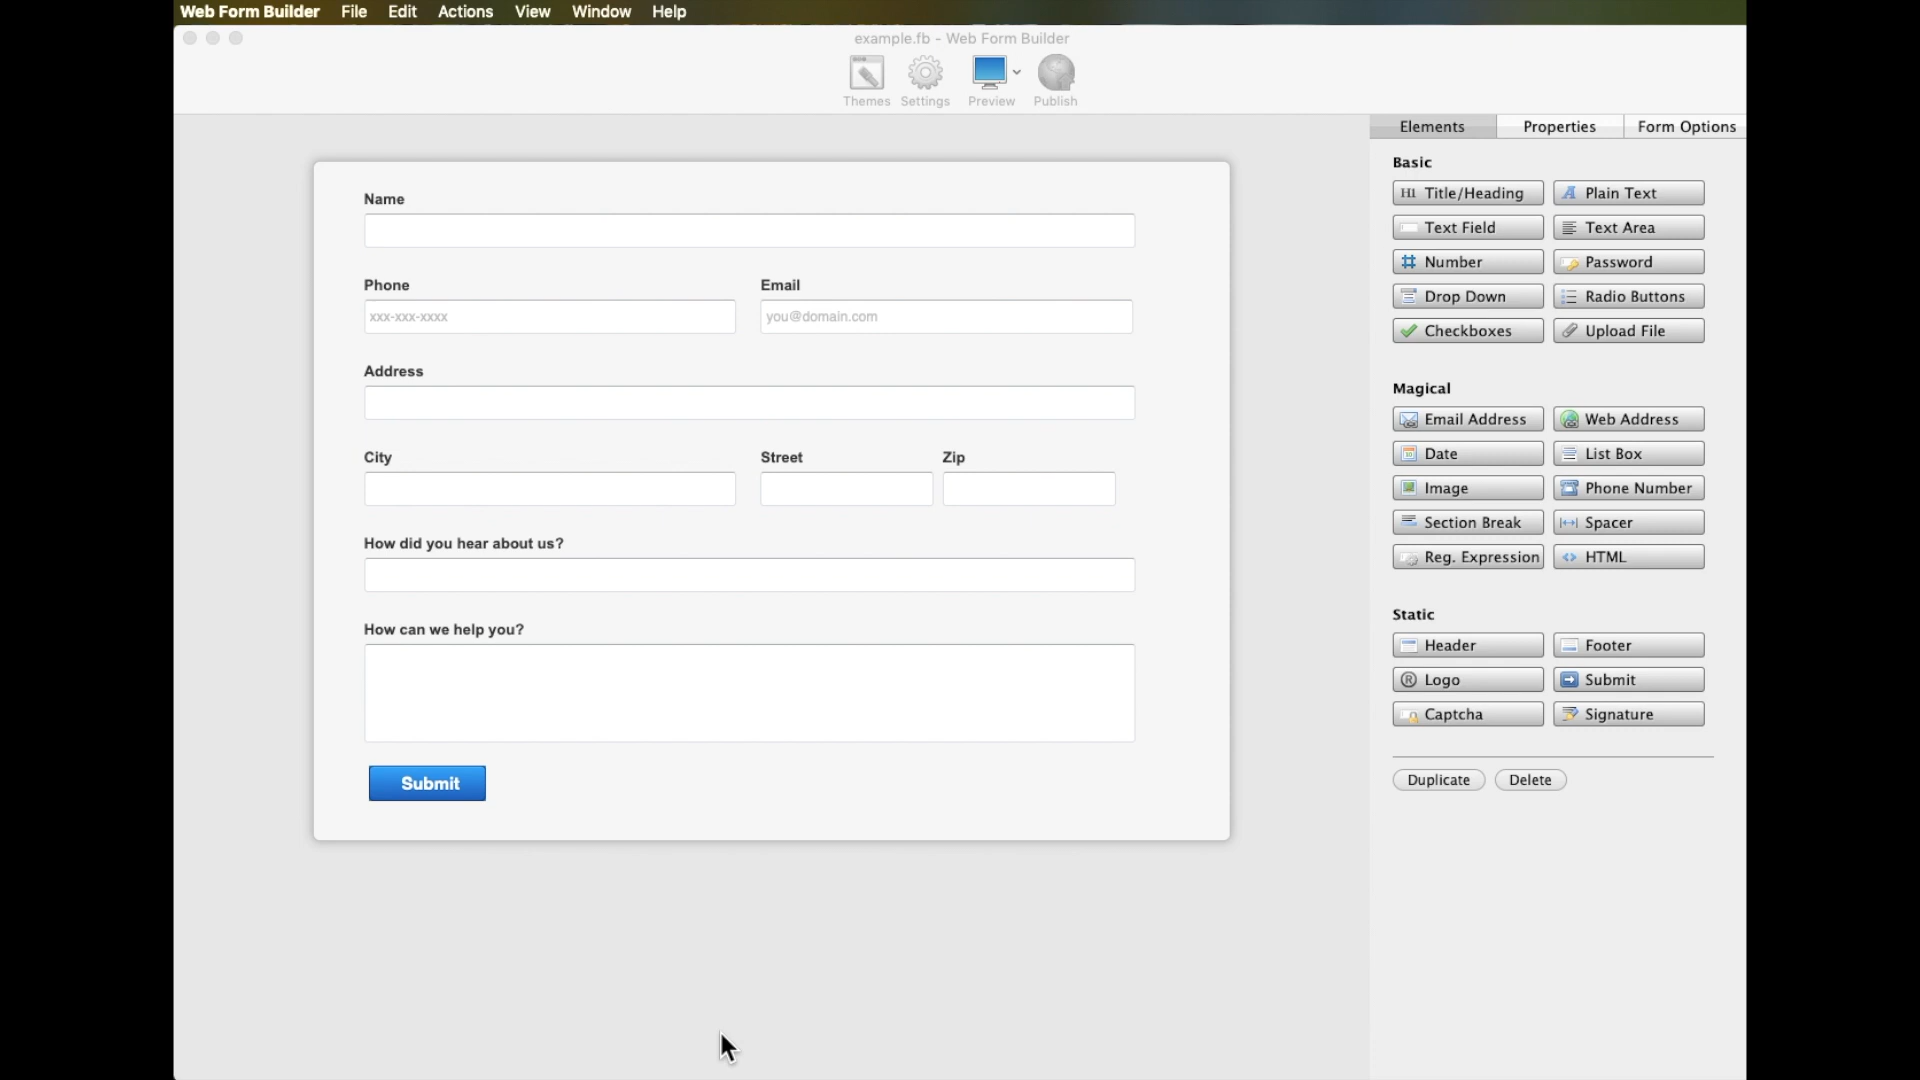 Web Form Builder File Edit Actions View Window Help
example.fb - Web Form Builder
Themes Settings Preview Publish
Elements Properties Form Options
Name
Phone Email
xxx-xxx-xxxx you@domain.com
Address
City Street Zip
How did you hear about us?
How can we help you?
Submit
Basic
H1 Title/Heading A Plain Text
Text Field Text Area
Number Password
Drop Down Radio Buttons
Checkboxes Upload File
Magical
Email Address Web Address
Date List Box
Image Phone Number
Section Break Spacer
Reg. Expression HTML
Static
Header Footer
® Logo Submit
Captcha Signature
Duplicate Delete